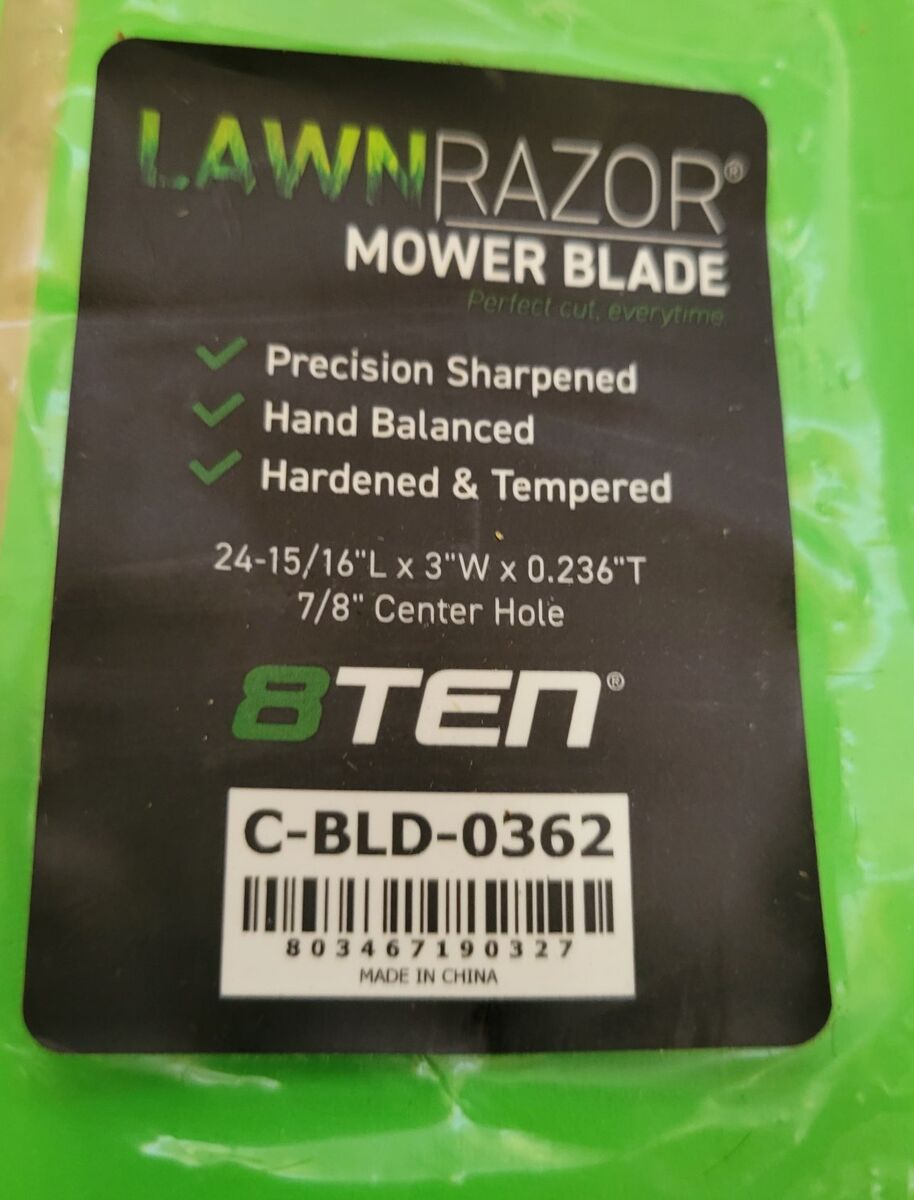 LAWNRAZOR®
MOWER BLADE
Perfect cut, everytime.
Precision Sharpened
Hand Balanced
Hardened & Tempered
24-15/16"L x 3"W x 0.236"T
7/8" Center Hole
8TEN®
C-BLD-0362
803467190327
MADE IN CHINA